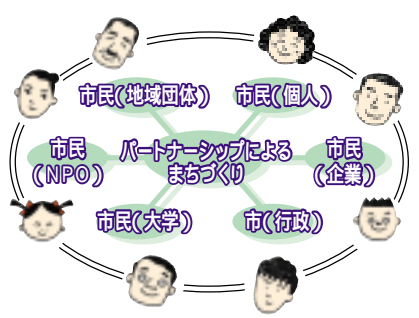 市民(地域団体)
市民(個人)
市民
(NPO)
パートナーシップによる
まちづくり
市民
(企業)
市民(大学)
市(行政)